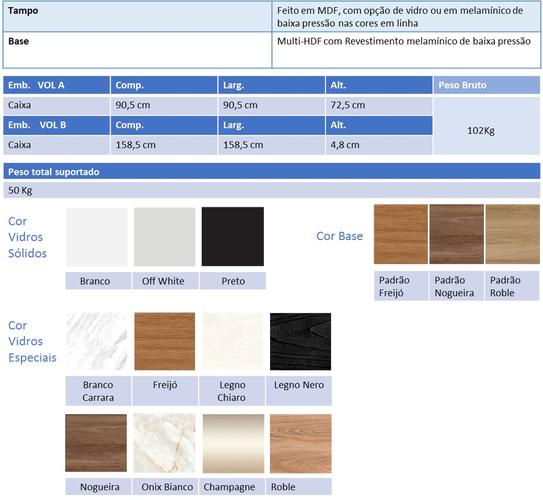 Tampo
Feito em MDF, com opção de vidro ou em melamínico de
baixa pressão nas cores em linha
Base
Multi-HDF com Revestimento melamínico de baixa pressão
Emb. VOL A Comp. Larg. Alt. Peso Bruto
Caixa 90,5 cm 90,5 cm 72,5 cm
Emb. VOL B Comp. Larg. Alt.
102Kg
Caixa 158,5 cm 158,5 cm 4,8 cm
Peso total suportado
50 Kg
Cor
Vidros
Sólidos
Branco Off White Preto
Cor Base
Padrão
Freijó
Padrão
Nogueira
Padrão
Roble
Cor
Vidros
Especiais
Branco
Carrara
Freijó
Legno
Chiaro
Legno Nero
Nogueira Onix Bianco Champagne Roble